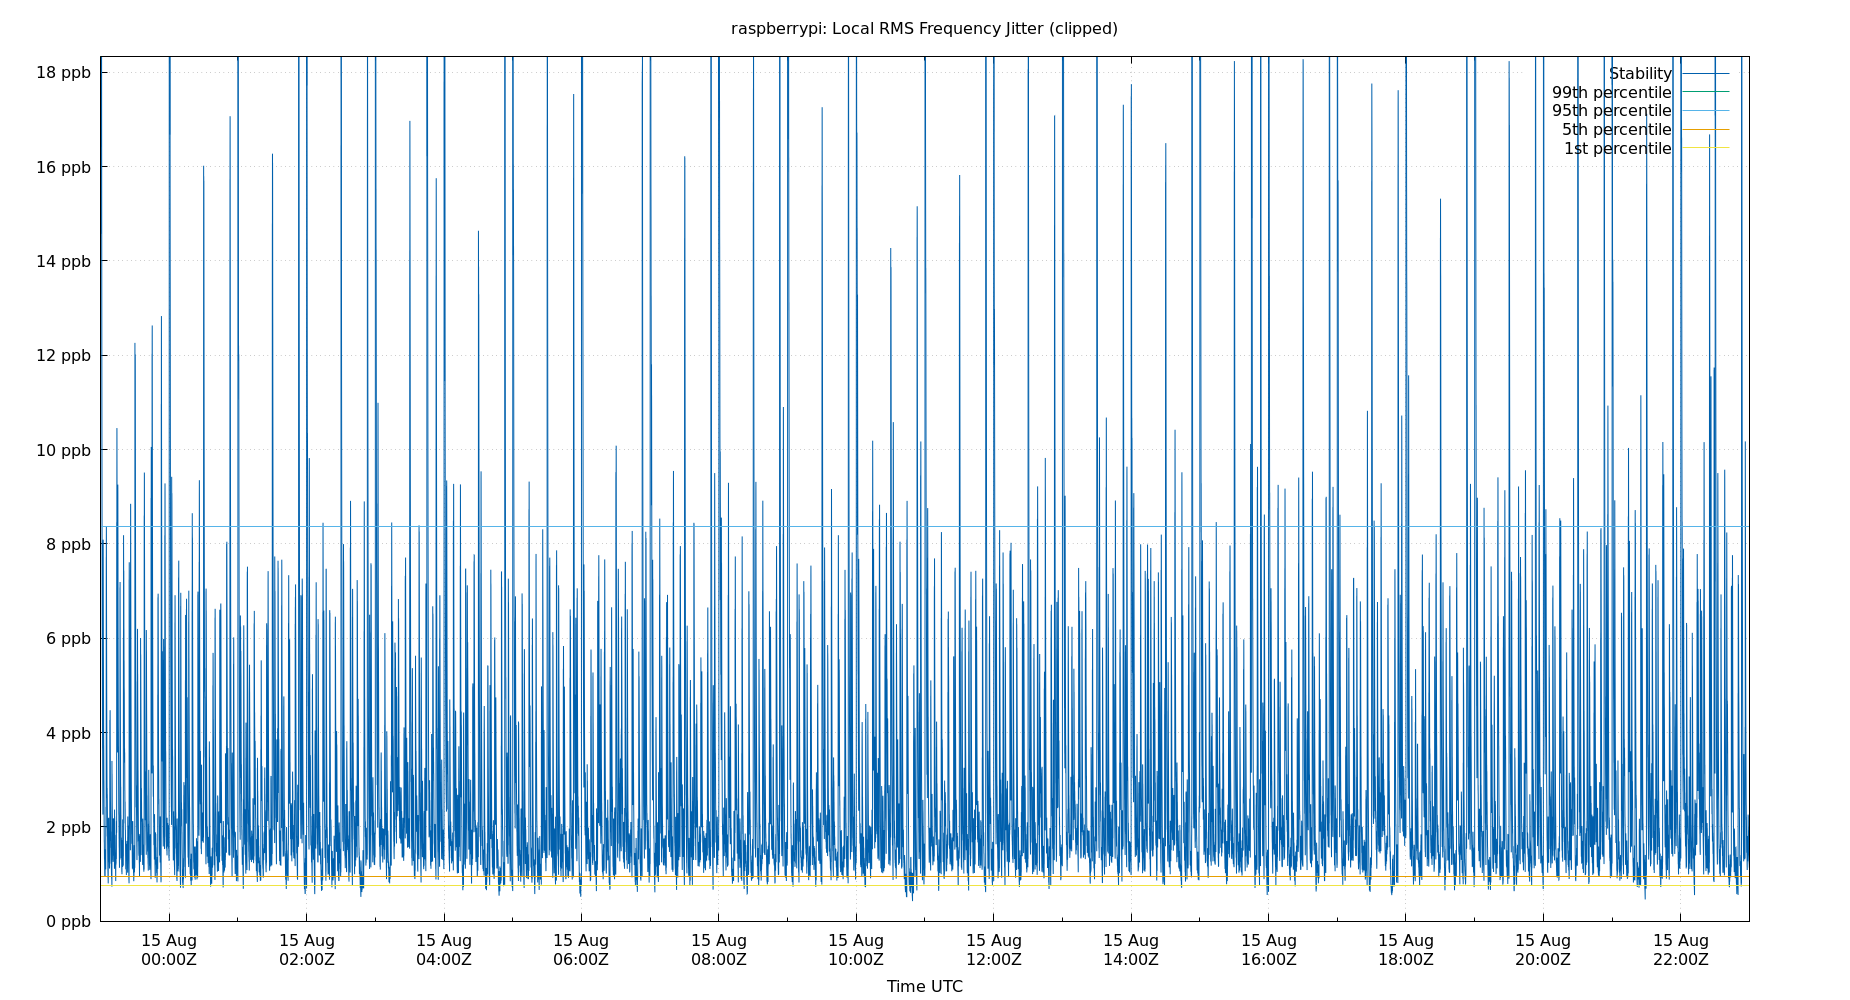 raspberrypi: Local RMS Frequency Jitter (clipped)
18 ppb
16 ppb
14 ppb
12 ppb
10 ppb
8 ppb
6 ppb
4 ppb
2 ppb
0 ppb
Stability
99th percentile
95th percentile
5th percentile
1st percentile
15 Aug 15 Aug 15 Aug 15 Aug 15 Aug 15 Aug 15 Aug 15 Aug 15 Aug 15 Aug 15 Aug 15 Aug
00:00Z 02:00Z 04:00Z 06:00Z 08:00Z 10:00Z 12:00Z 14:00Z 16:00Z 18:00Z 20:00Z 22:00Z
Time UTC